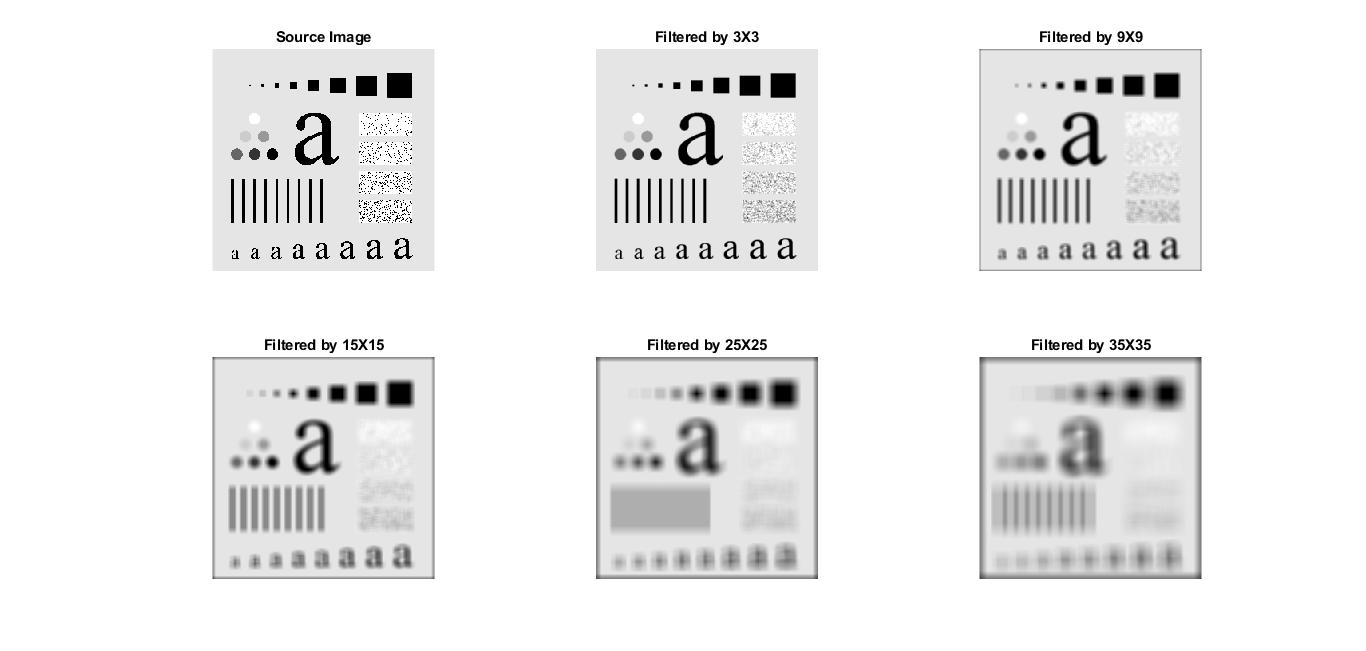 Source Image
a
a a a a a a a a
Filtered by 3X3
a
a a a a a a a a
Filtered by 9X9
a
a a a a a a a a
Filtered by 15X15
a
a a a a a a a a
Filtered by 25X25
a
a a a a a a a a
Filtered by 35X35
a